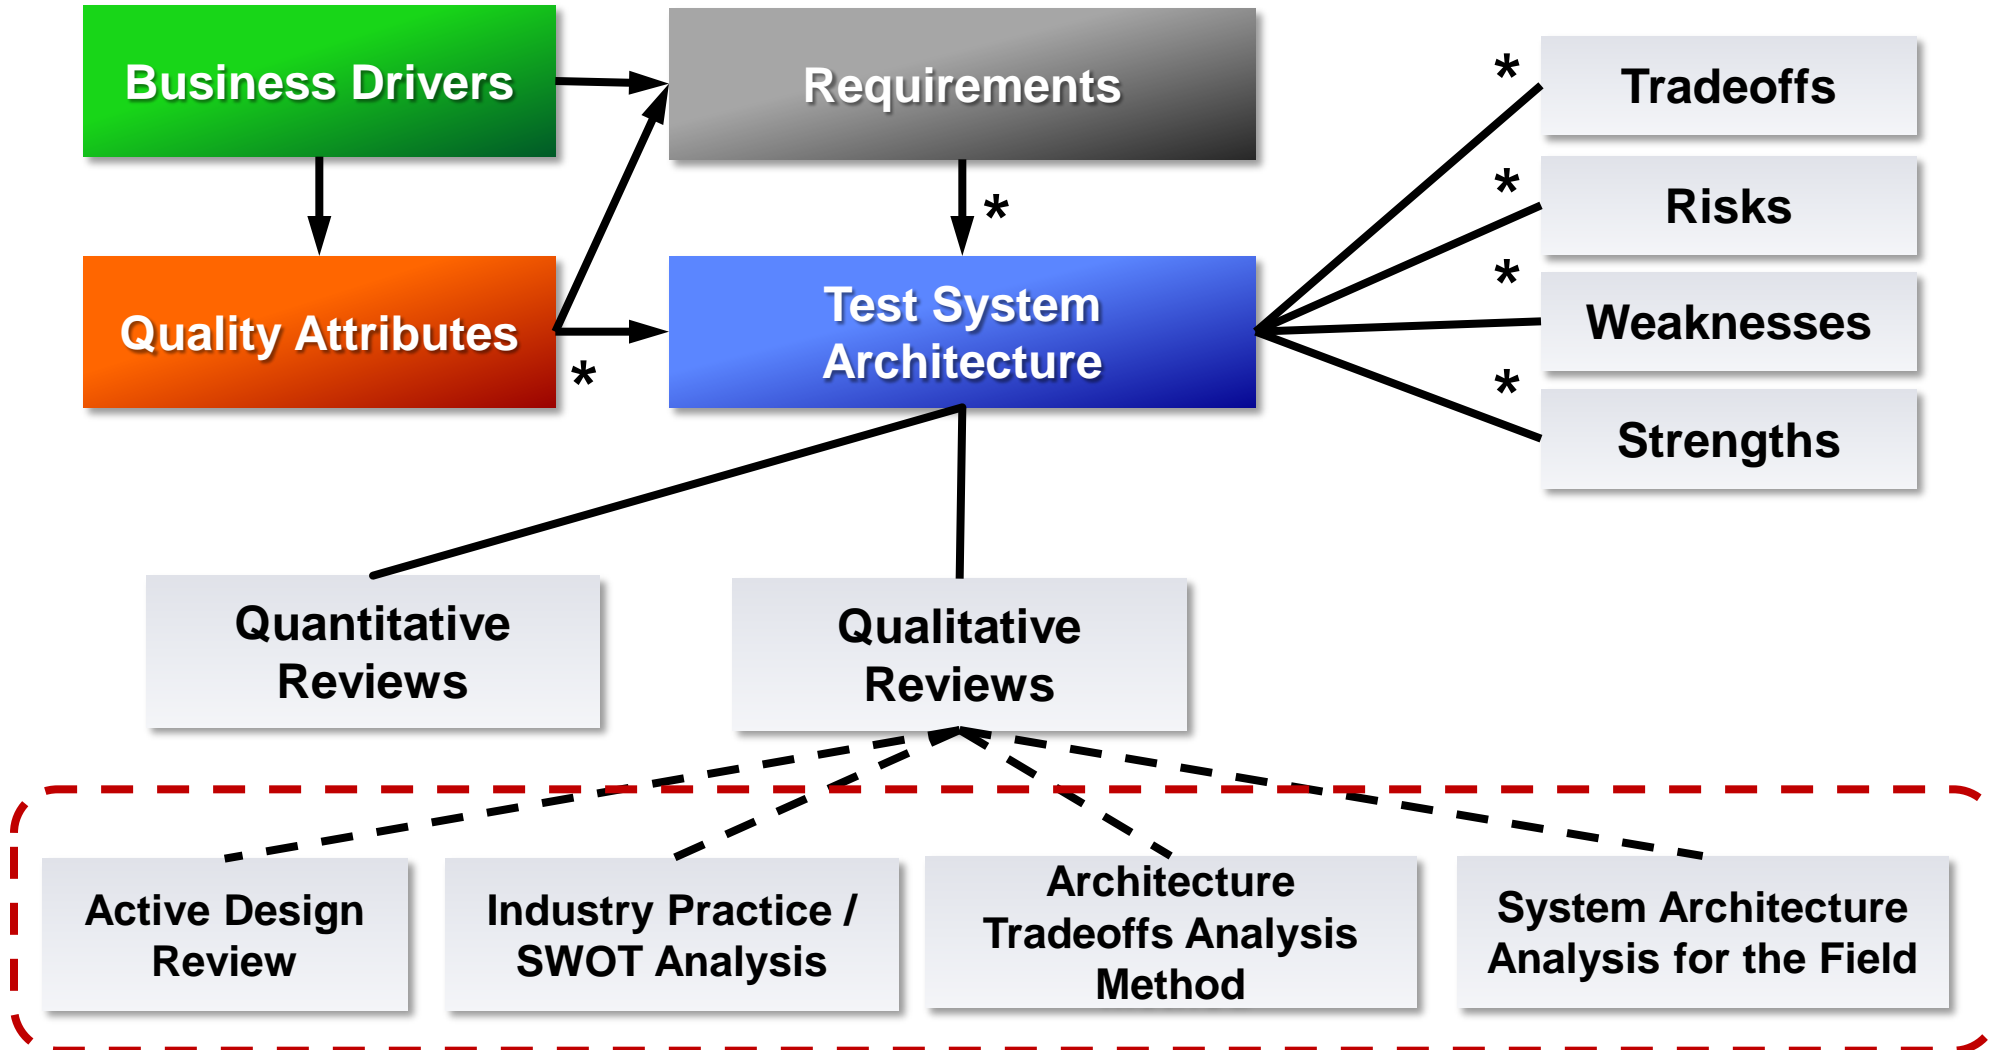 Business Drivers
Requirements
*
Tradeoffs
*
Risks
*
Quality Attributes
*
Test System
Architecture
*
Weaknesses
*
Strengths
Quantitative
Reviews
Qualitative
Reviews
Active Design
Review
Industry Practice /
SWOT Analysis
Architecture
Tradeoffs Analysis
Method
System Architecture
Analysis for the Field